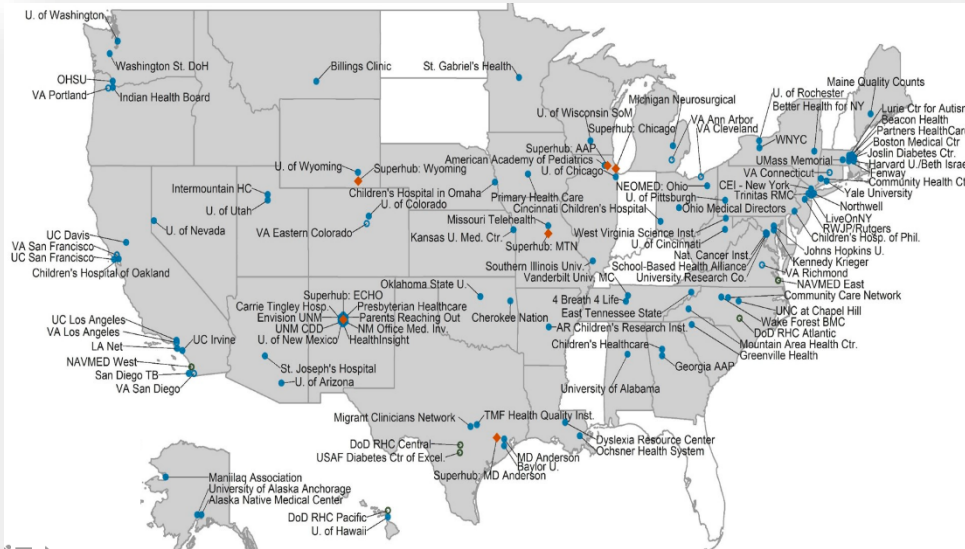 U. of Washington
Washington St. DoH
OHSU
VA Portland
Indian Health Board
Billings Clinic
St. Gabriel's Health
Michigan Neurosurgical
U. of Wisconsin SoM
Superhub: Chicago
VA Ann Arbor
VA Cleveland
Superhub: AAP
American Academy of Pediatrics
U. of Chicago
U. of Rochester
Better Health for NY
WNYC
Maine Quality Counts
Lurie Ctr for Autism
Beacon Health
Partners HealthCare
Boston Medical Ctr
Joslin Diabetes Ctr.
Harvard U./Beth Israe
Fenway
Community Health Ct
UMass Memorial
VA Connecticut
Yale University
CEI - New York
Trinitas RMC
Northwell
LiveOnNY
RWJP/Rutgers
Children's Hosp. of Phil.
U. of Wyoming
Superhub: Wyoming
Intermountain HC
U. of Utah
U. of Colorado
VA Eastern Colorado
Children's Hospital in Omaha
Primary Health Care
NEOMED: Ohio
U. of Pittsburgh
Cincinnati Children's Hospital
Ohio Medical Directors
Missouri Telehealth
Kansas U. Med. Ctr.
Superhub: MTN
West Virginia Science Inst.
U. of Cincinnati
Nat. Cancer Inst.
Johns Hopkins U.
Kennedy Krieger
School-Based Health Alliance
University Research Co.
VA Richmond
NAVMED East
U. of Nevada
UC Davis
VA San Francisco
UC San Francisco
Children's Hospital of Oakland
Southern Illinois Univ.
Vanderbilt Univ. MC
4 Breath 4 Life
East Tennessee State
Community Care Network
UNC at Chapel Hill
Wake Forest BMC
DoD RHC Atlantic
Mountain Area Health Ctr.
Greenville Health
Oklahoma State U.
Cherokee Nation
AR Children's Research Inst.
Children's Healthcare
Georgia AAP
University of Alabama
Superhub: ECHO
Carrie Tingley Hosp.
Presbyterian Healthcare
Envision UNM
Parents Reaching Out
UNM CDD
NM Office Med. Inv.
U. of New Mexico
HealthInsight
UC Los Angeles
VA Los Angeles
LA Net
UC Irvine
NAVMED West
San Diego TB
VA San Diego
St. Joseph's Hospital
U. of Arizona
Migrant Clinicians Network
TMF Health Quality Inst.
DoD RHC Central
USAF Diabetes Ctr of Excel.
MD Anderson
Baylor U.
Superhub: MD Anderson
Dyslexia Resource Center
Ochsner Health System
Maniilaq Association
University of Alaska Anchorage
Alaska Native Medical Center
DoD RHC Pacific
U. of Hawaii